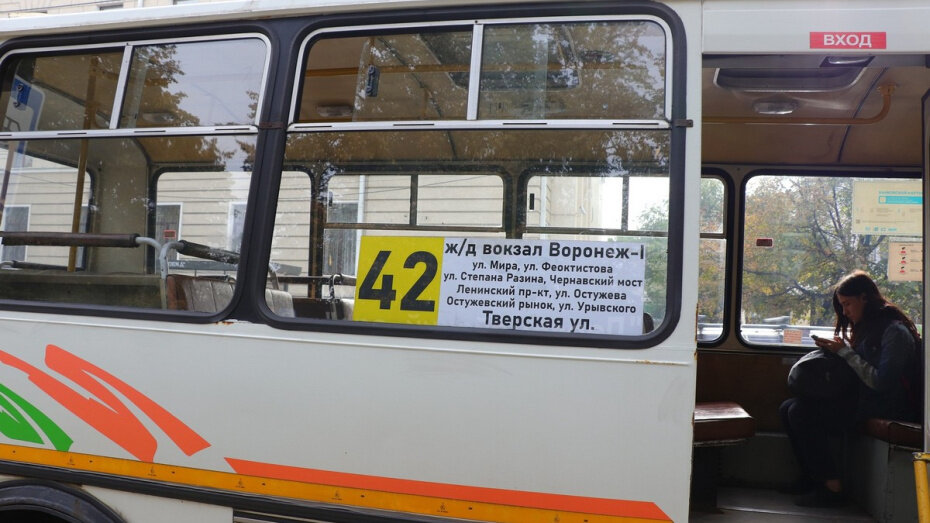 ВХОД
42
ж/д вокзал Воронеж-I
ул. Мира, ул. Феоктистова
ул. Степана Разина, Чернавский мост
Ленинский пр-кт, ул. Остужева
Остужевский рынок, ул. Урывского
Тверская ул.